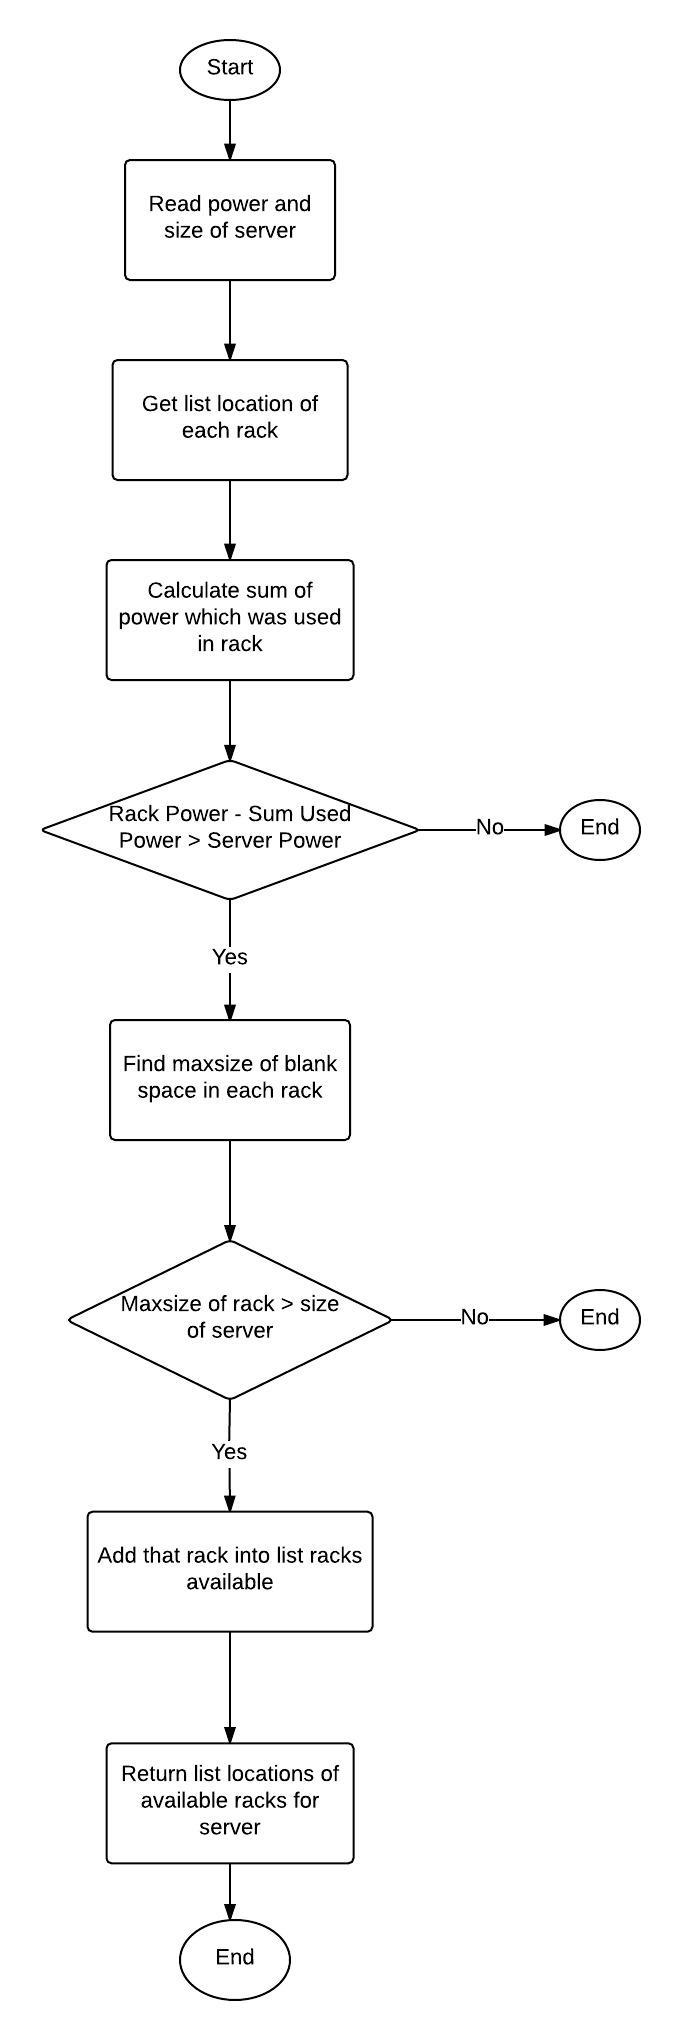 Start
Read power and
size of server
Get list location of
each rack
Calculate sum of
power which was used
in rack
Rack Power - Sum Used
Power > Server Power
No
End
Yes
Find maxsize of blank
space in each rack
Maxsize of rack > size
of server
No
End
Yes
Add that rack into list racks
available
Return list locations of
available racks for
server
End